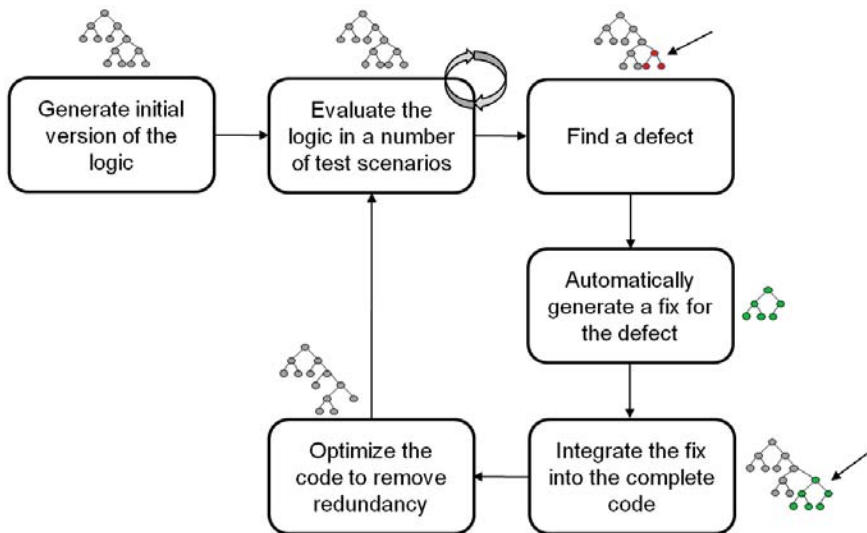 Generate initial
version of the
logic
Evaluate the
logic in a number
of test scenarios
Find a defect
Automatically
generate a fix for
the defect
Optimize the
code to remove
redundancy
Integrate the fix
into the complete
code